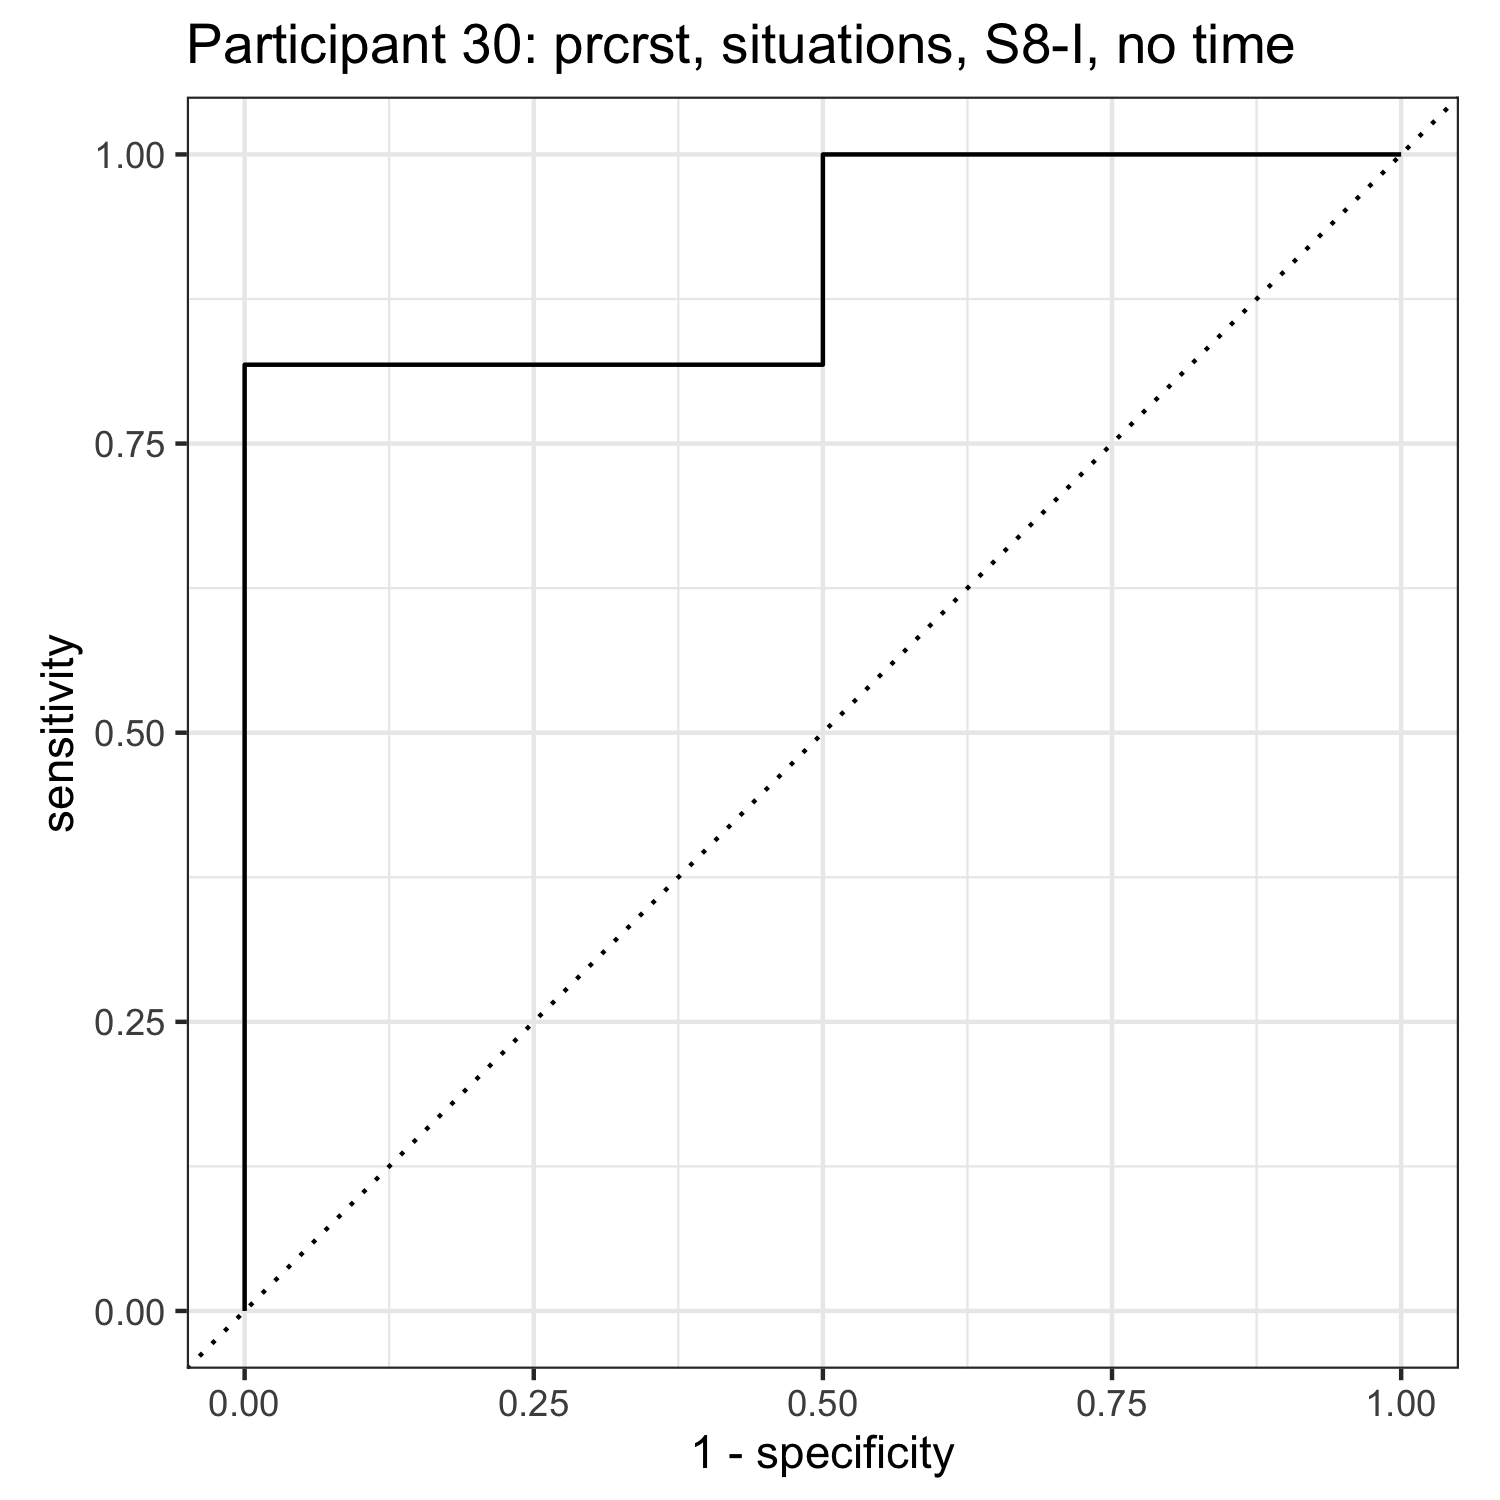 Participant 30: prcrst, situations, S8-I, no time
1.00
0.75
0.50
0.25
0.00
sensitivity
0.00 0.25 0.50 0.75 1.00
1 - specificity